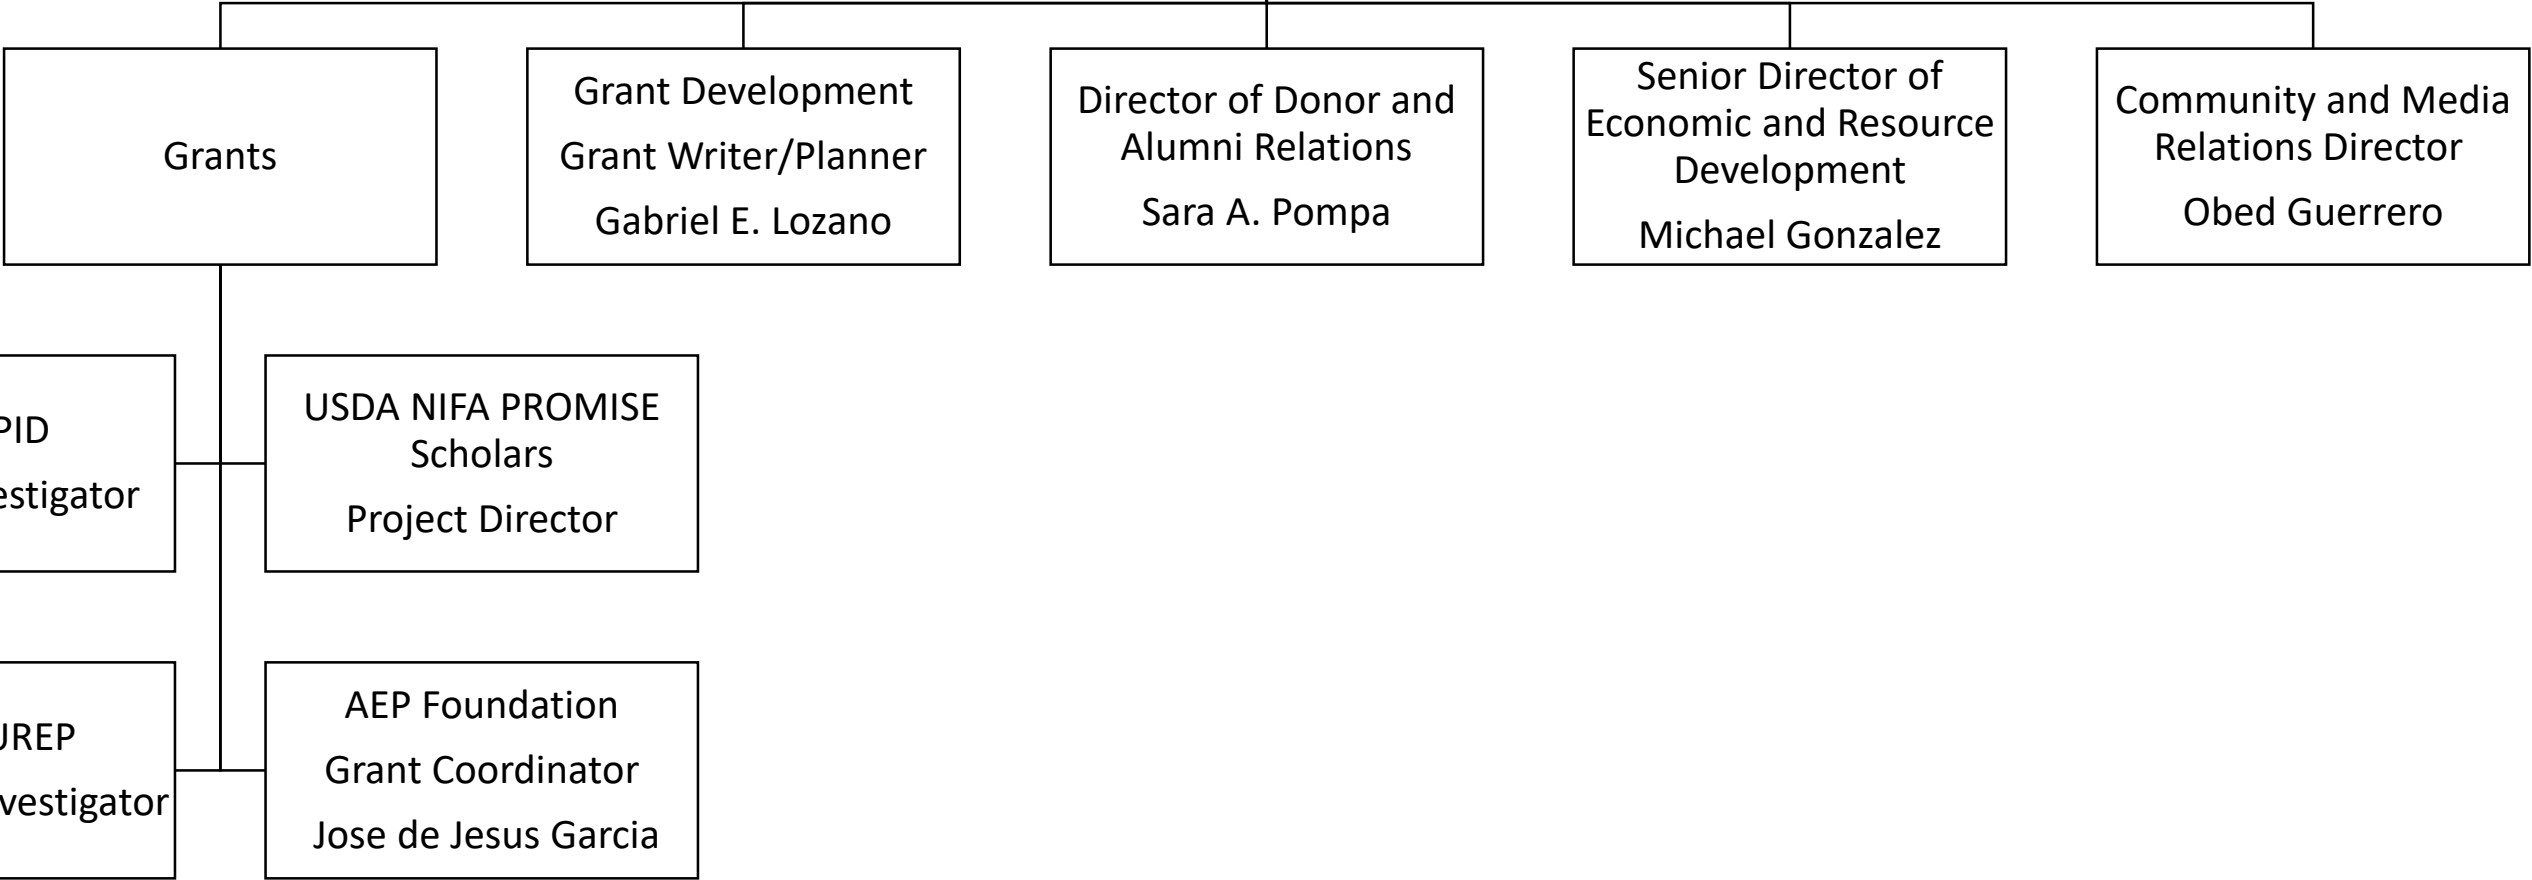 Grants
Grant Development
Grant Writer/Planner
Gabriel E. Lozano
Director of Donor and
Alumni Relations
Sara A. Pompa
Senior Director of
Economic and Resource
Development
Michael Gonzalez
Community and Media
Relations Director
Obed Guerrero
USDA NIFA PROMISE
Scholars
Project Director
AEP Foundation
Grant Coordinator
Jose de Jesus Garcia